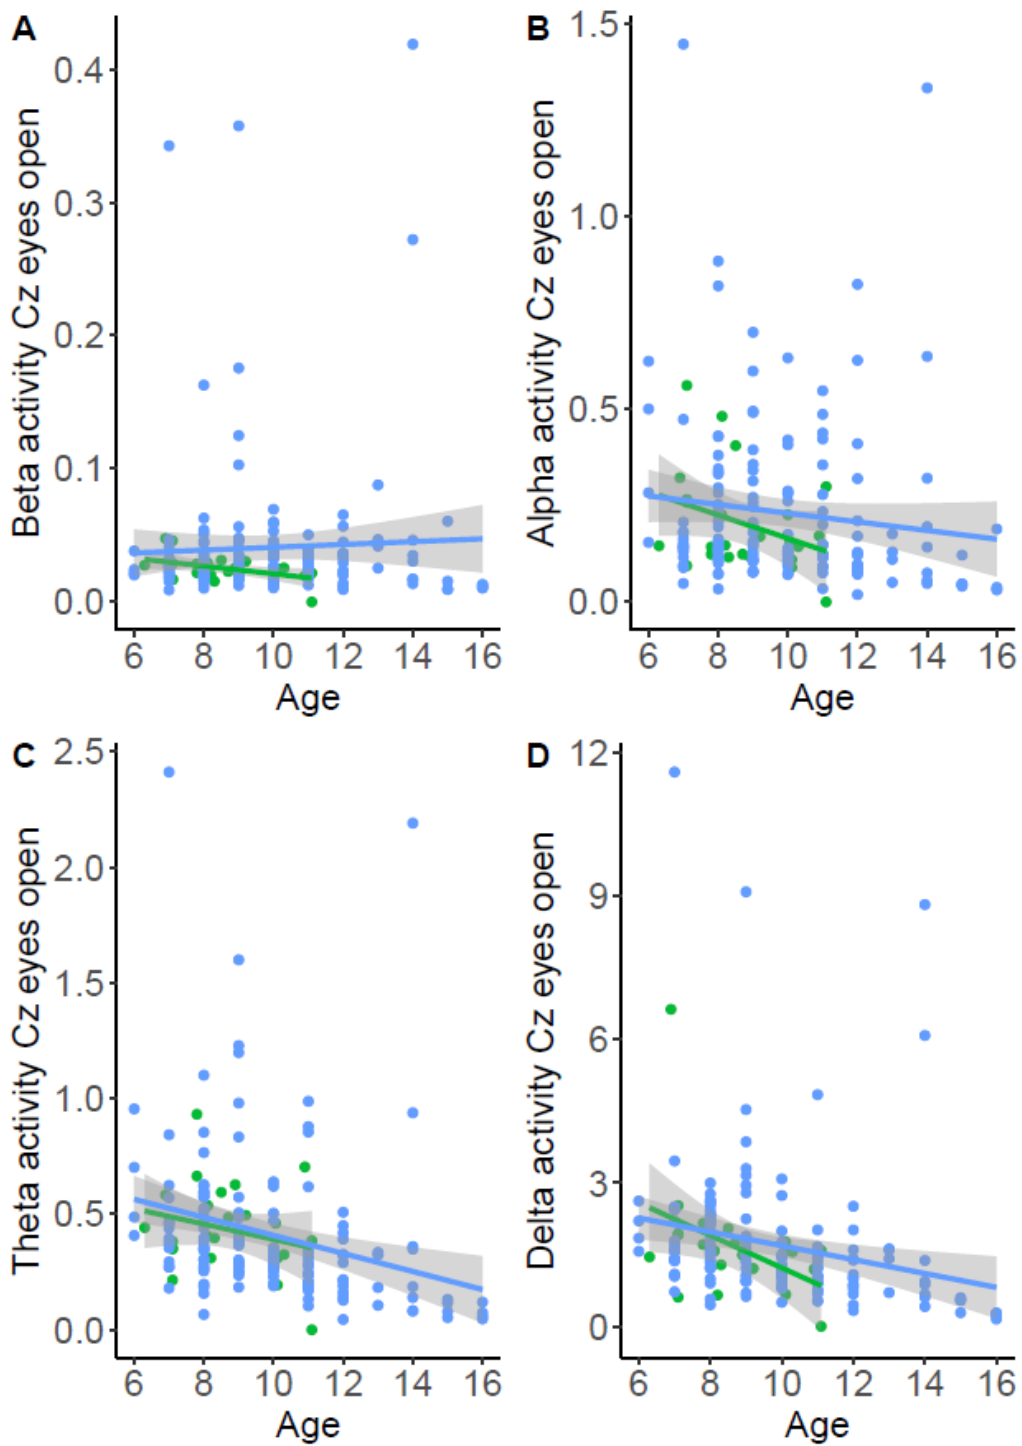 A
Beta activity Cz eyes open
0.4
0.3
0.2
0.1
0.0
6 8 10 12 14 16
Age
B
Alpha activity Cz eyes open
1.5
1.0
0.5
0.0
6 8 10 12 14 16
Age
C
Theta activity Cz eyes open
2.5
2.0
1.5
1.0
0.5
0.0
6 8 10 12 14 16
Age
D
Delta activity Cz eyes open
12
9
6
3
0
6 8 10 12 14 16
Age